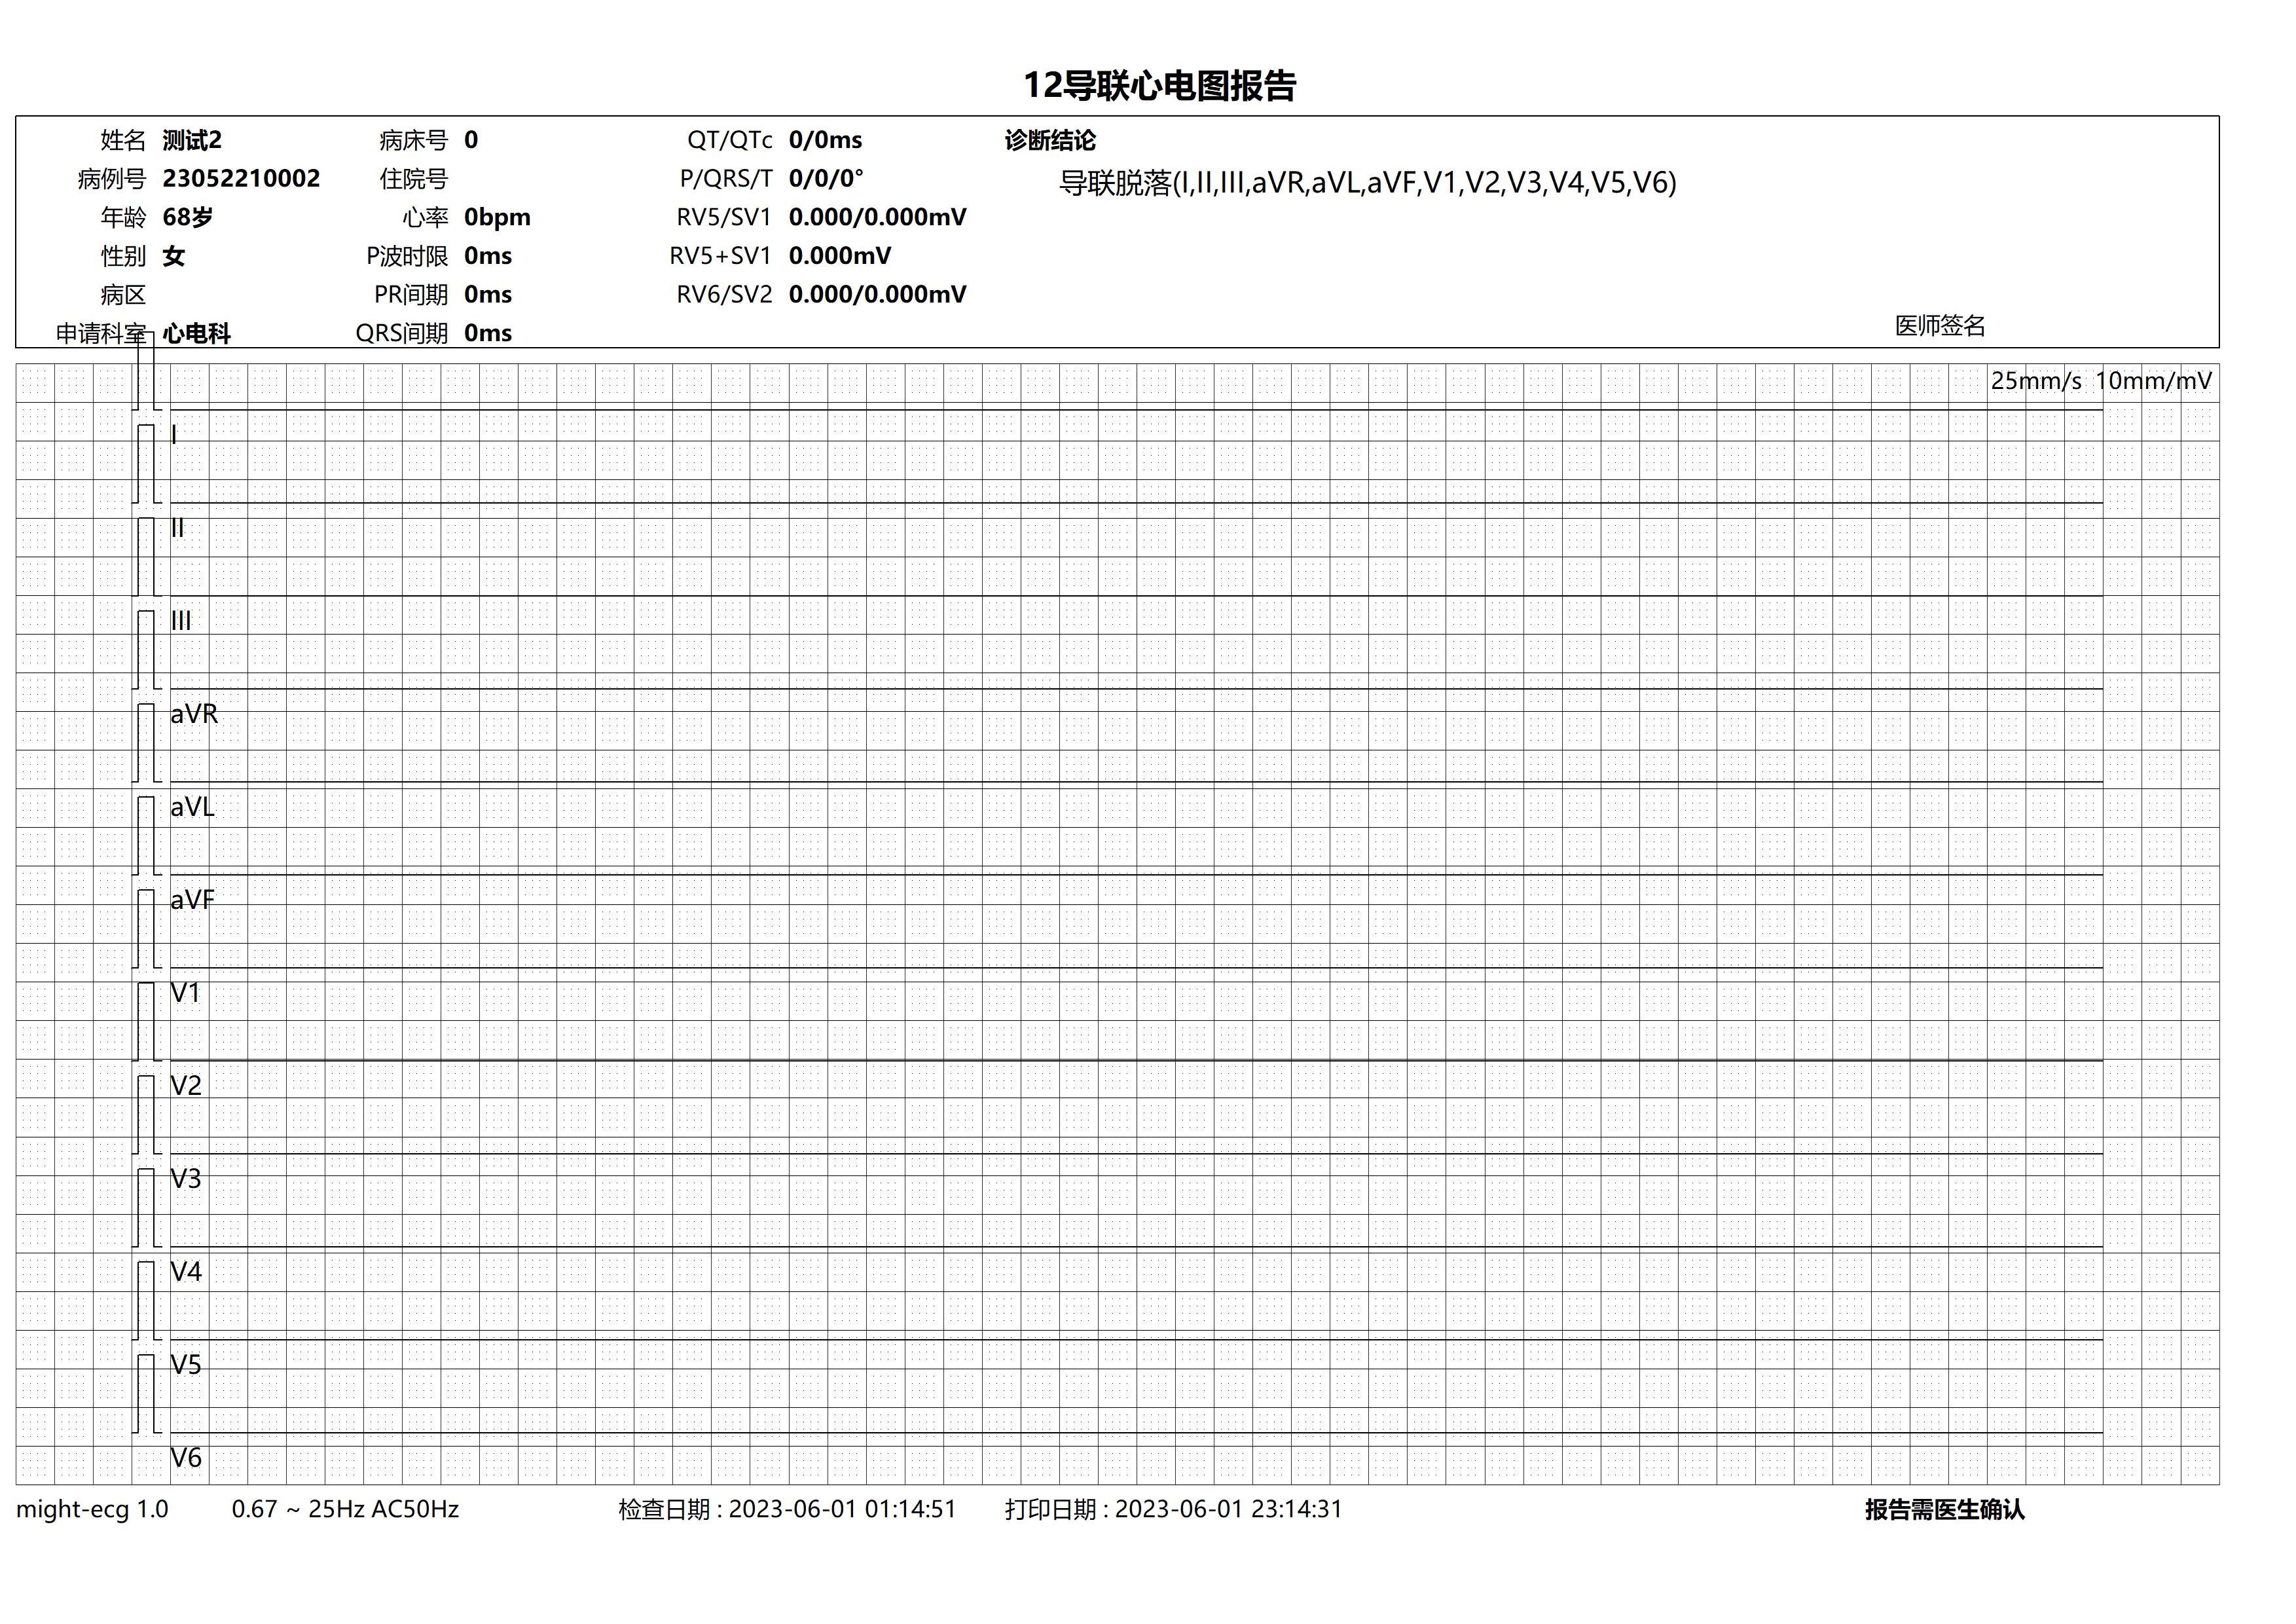 12导联心电图报告
姓名 测试2 病床号 0 QT/QTc 0/0ms 诊断结论
病例号 23052210002 住院号 P/QRS/T 0/0/0° 导联脱落(I,II,III,aVR,aVL,aVF,V1,V2,V3,V4,V5,V6)
年龄 68岁 心率 0bpm RV5/SV1 0.000/0.000mV
性别 女 P波时限 0ms RV5+SV1 0.000mV
病区 PR间期 0ms RV6/SV2 0.000/0.000mV
申请科室 心电科 QRS间期 0ms 医师签名
25mm/s 10mm/mV
I
II
III
aVR
aVL
aVF
V1
V2
V3
V4
V5
V6
might-ecg 1.0 0.67 ~ 25Hz AC50Hz 检查日期 : 2023-06-01 01:14:51 打印日期 : 2023-06-01 23:14:31 报告需医生确认